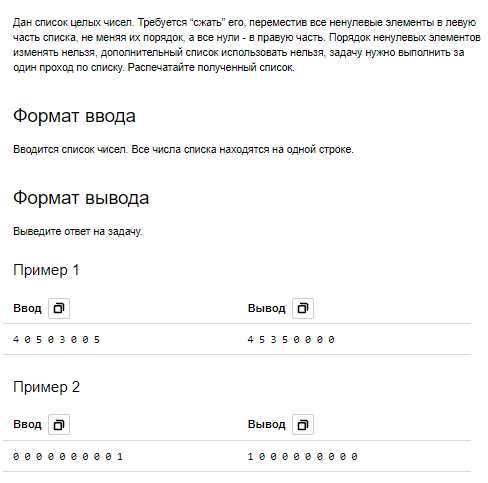 Дан список целых чисел. Требуется “сжать” его, переместив все ненулевые элементы в левую
часть списка, не меняя их порядок, а все нули - в правую часть. Порядок ненулевых элементов
изменять нельзя, дополнительный список использовать нельзя, задачу нужно выполнить за
один проход по списку. Распечатайте полученный список.
Формат ввода
Вводится список чисел. Все числа списка находятся на одной строке.
Формат вывода
Выведите ответ на задачу.
Пример 1
Ввод Вывод
4 0 5 0 3 0 0 5 4 5 3 5 0 0 0 0
Пример 2
Ввод Вывод
0 0 0 0 0 0 0 0 0 1 1 0 0 0 0 0 0 0 0 0